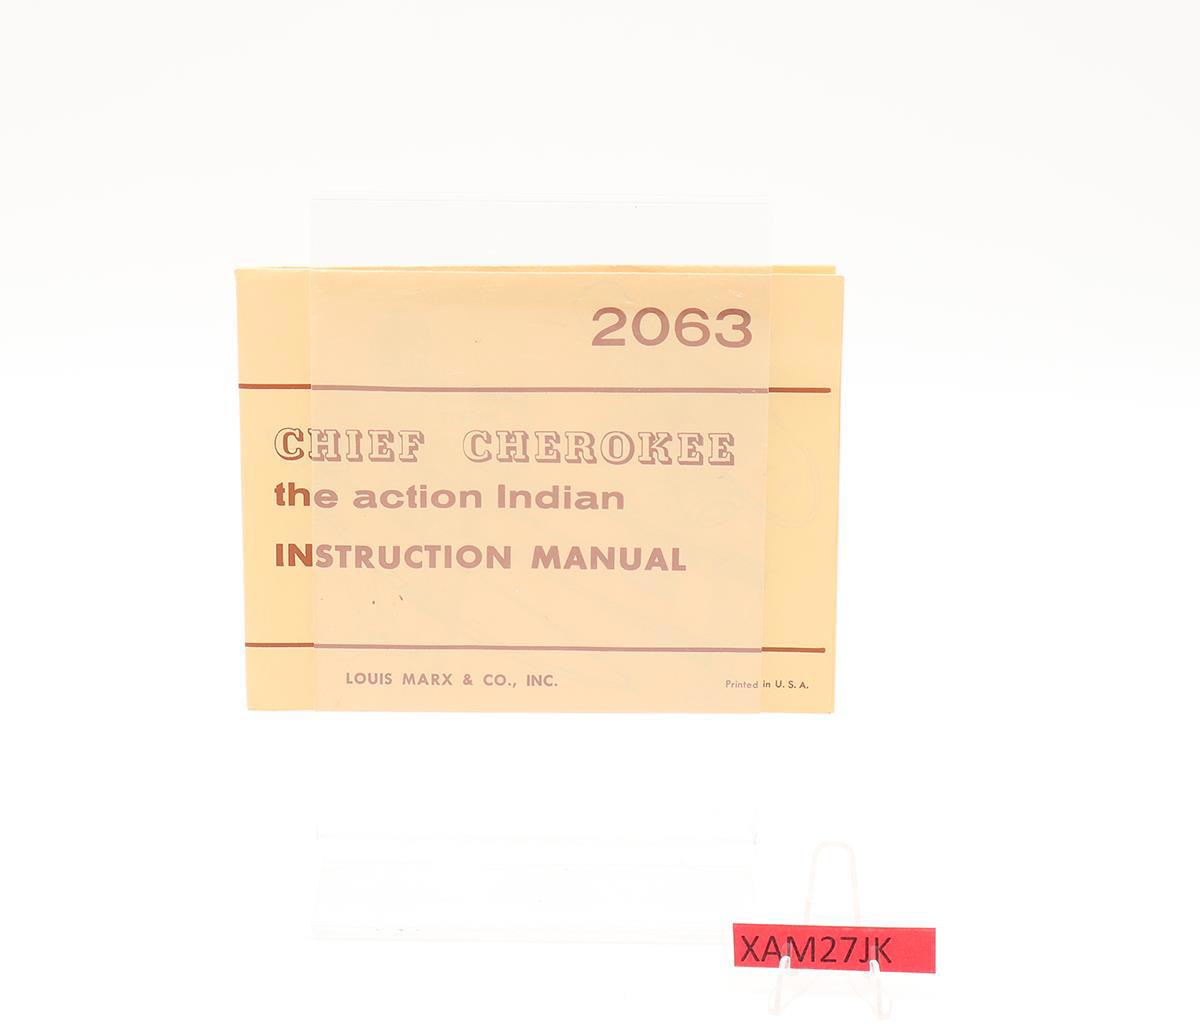 2063
CHIEF CHEROKEE
the action Indian
INSTRUCTION MANUAL
LOUIS MARX & CO., INC.
Printed in U. S. A.
XAM27JK